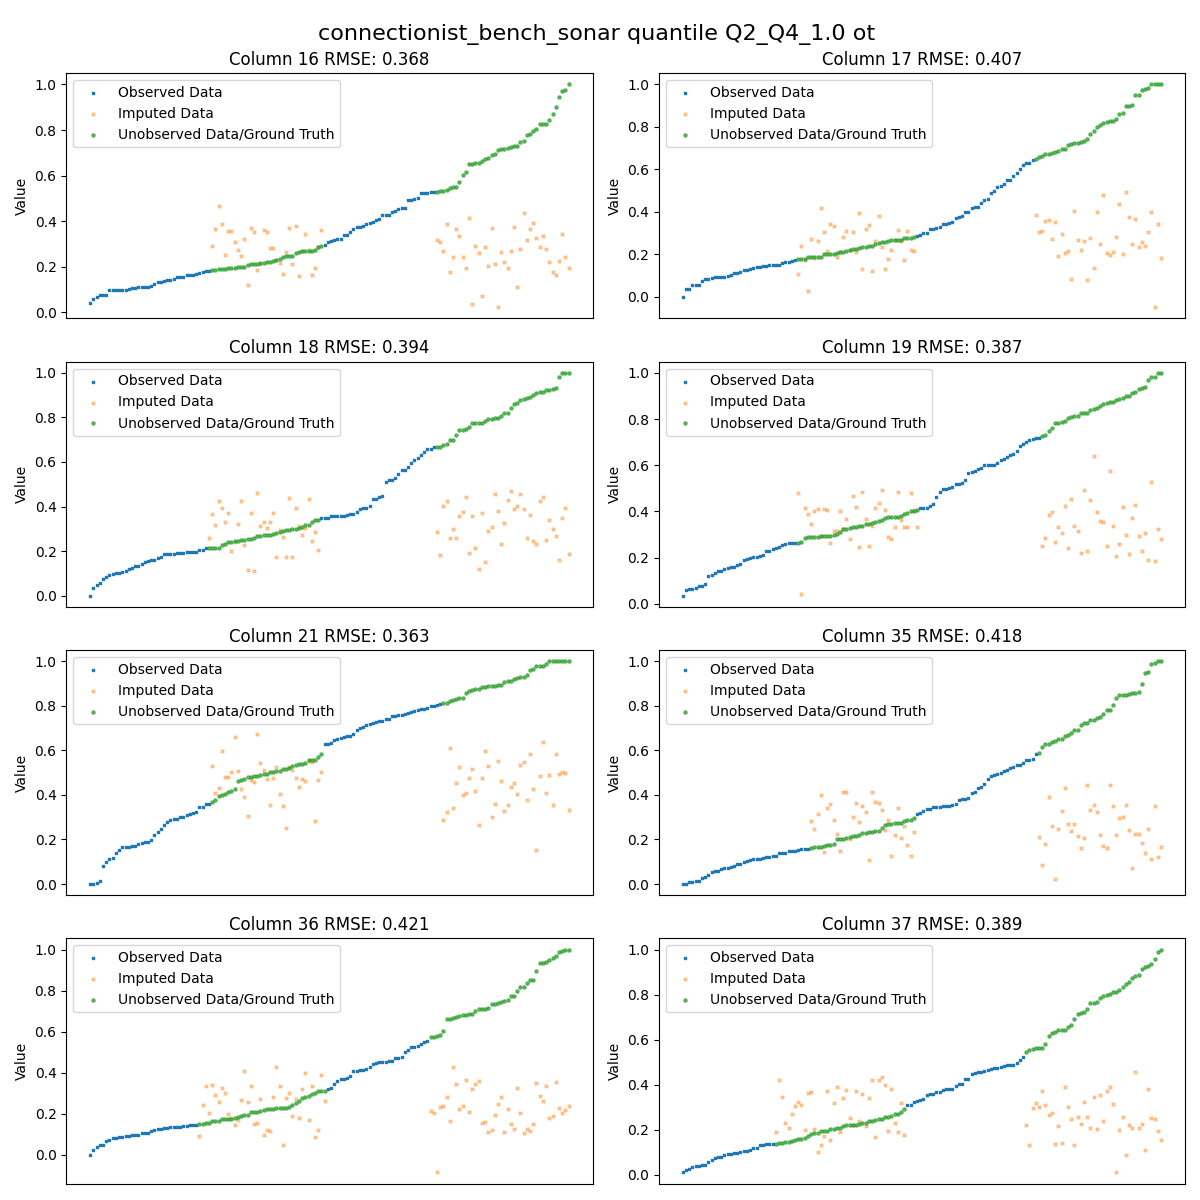 connectionist_bench_sonar quantile Q2_Q4_1.0 ot
Column 16 RMSE: 0.368
Value
1.0
0.8
0.6
0.4
0.2
0.0
Observed Data
Imputed Data
Unobserved Data/Ground Truth
Column 17 RMSE: 0.407
Value
1.0
0.8
0.6
0.4
0.2
0.0
Observed Data
Imputed Data
Unobserved Data/Ground Truth
Column 18 RMSE: 0.394
Value
1.0
0.8
0.6
0.4
0.2
0.0
Observed Data
Imputed Data
Unobserved Data/Ground Truth
Column 19 RMSE: 0.387
Value
1.0
0.8
0.6
0.4
0.2
0.0
Observed Data
Imputed Data
Unobserved Data/Ground Truth
Column 21 RMSE: 0.363
Value
1.0
0.8
0.6
0.4
0.2
0.0
Observed Data
Imputed Data
Unobserved Data/Ground Truth
Column 35 RMSE: 0.418
Value
1.0
0.8
0.6
0.4
0.2
0.0
Observed Data
Imputed Data
Unobserved Data/Ground Truth
Column 36 RMSE: 0.421
Value
1.0
0.8
0.6
0.4
0.2
0.0
Observed Data
Imputed Data
Unobserved Data/Ground Truth
Column 37 RMSE: 0.389
Value
1.0
0.8
0.6
0.4
0.2
0.0
Observed Data
Imputed Data
Unobserved Data/Ground Truth